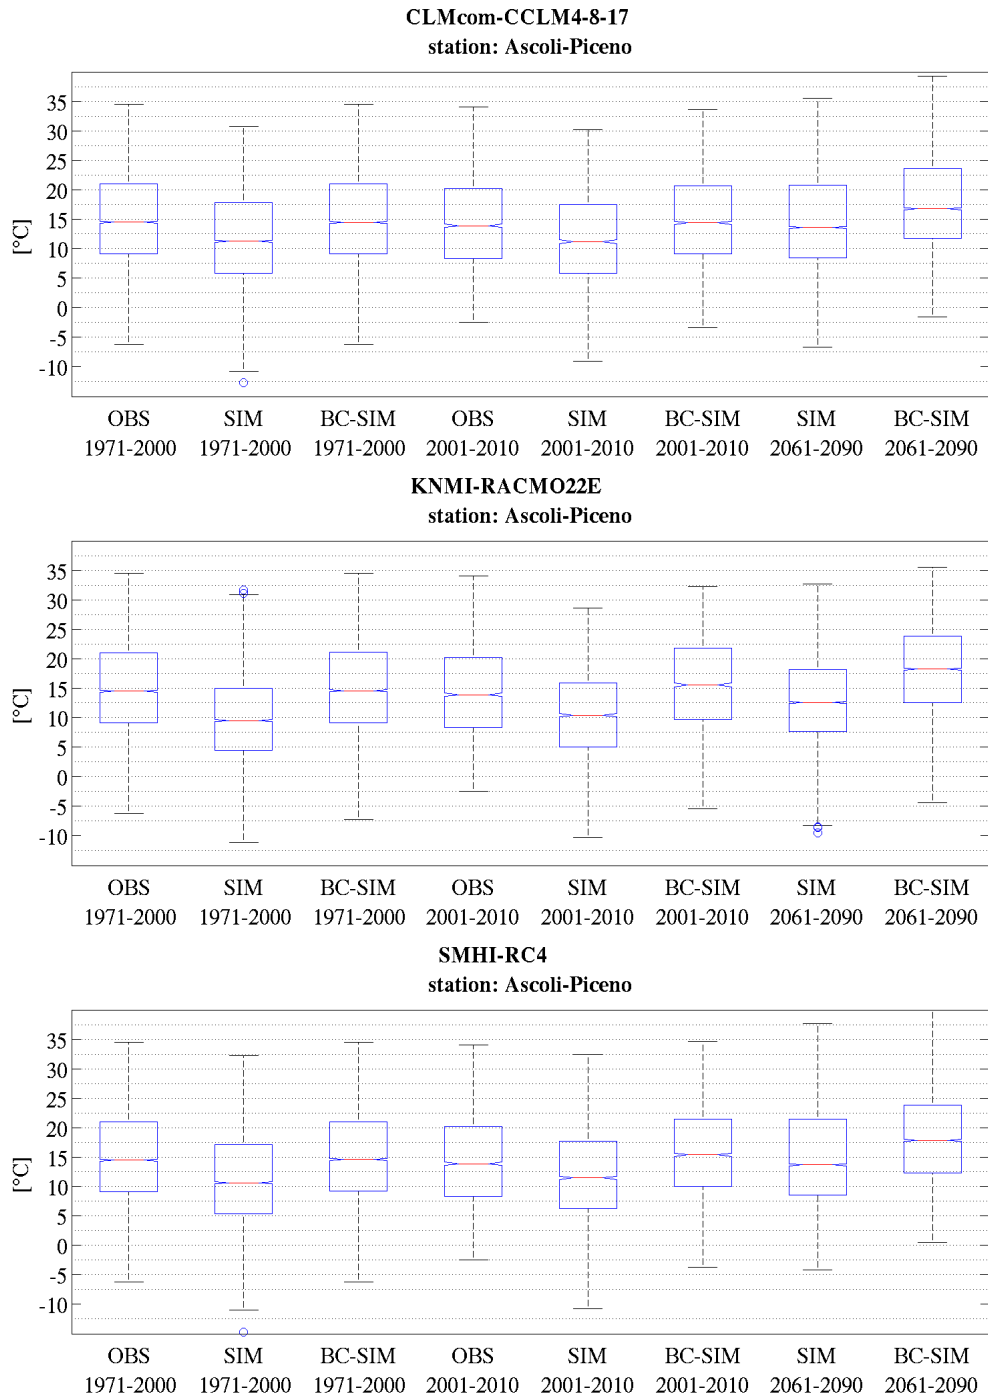 CLMcom-CCLM4-8-17
station: Ascoli-Piceno
35
30
25
20
15
10
5
0
-5
-10
[°C]
OBS SIM BC-SIM OBS SIM BC-SIM SIM BC-SIM
1971-2000 1971-2000 1971-2000 2001-2010 2001-2010 2001-2010 2061-2090 2061-2090
KNMI-RACMO22E
station: Ascoli-Piceno
35
30
25
20
15
10
5
0
-5
-10
[°C]
OBS SIM BC-SIM OBS SIM BC-SIM SIM BC-SIM
1971-2000 1971-2000 1971-2000 2001-2010 2001-2010 2001-2010 2061-2090 2061-2090
SMHI-RC4
station: Ascoli-Piceno
35
30
25
20
15
10
5
0
-5
-10
[°C]
OBS SIM BC-SIM OBS SIM BC-SIM SIM BC-SIM
1971-2000 1971-2000 1971-2000 2001-2010 2001-2010 2001-2010 2061-2090 2061-2090